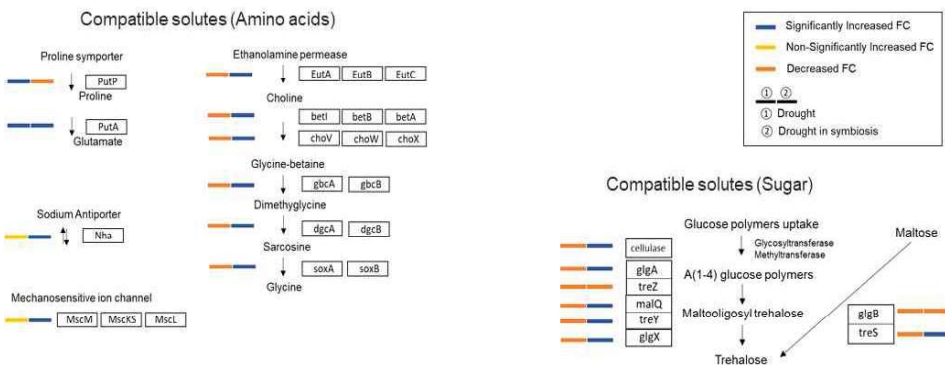 Compatible solutes (Amino acids)
Proline symporter
PutP
Proline
PutA
Glutamate
Sodium Antiporter
Nha
Mechanosensitive ion channel
MscM MscKS MscL
Ethanolamine permease
EutA EutB EutC
Choline
betI betB betA
choV choW choX
Glycine-betaine
gbcA gbcB
Dimethyglycine
dgcA dgcB
Sarcosine
soxA soxB
Glycine
Significantly Increased FC
Non-Significantly Increased FC
Decreased FC
① ②
① Drought
② Drought in symbiosis
Compatible solutes (Sugar)
Glucose polymers uptake
Maltose
cellulase
Glycosyltransferase
Methyltransferase
glgA
A(1-4) glucose polymers
treZ
malQ
Maltooligosyl trehalose
treY
glgX
Trehalose
glgB
treS